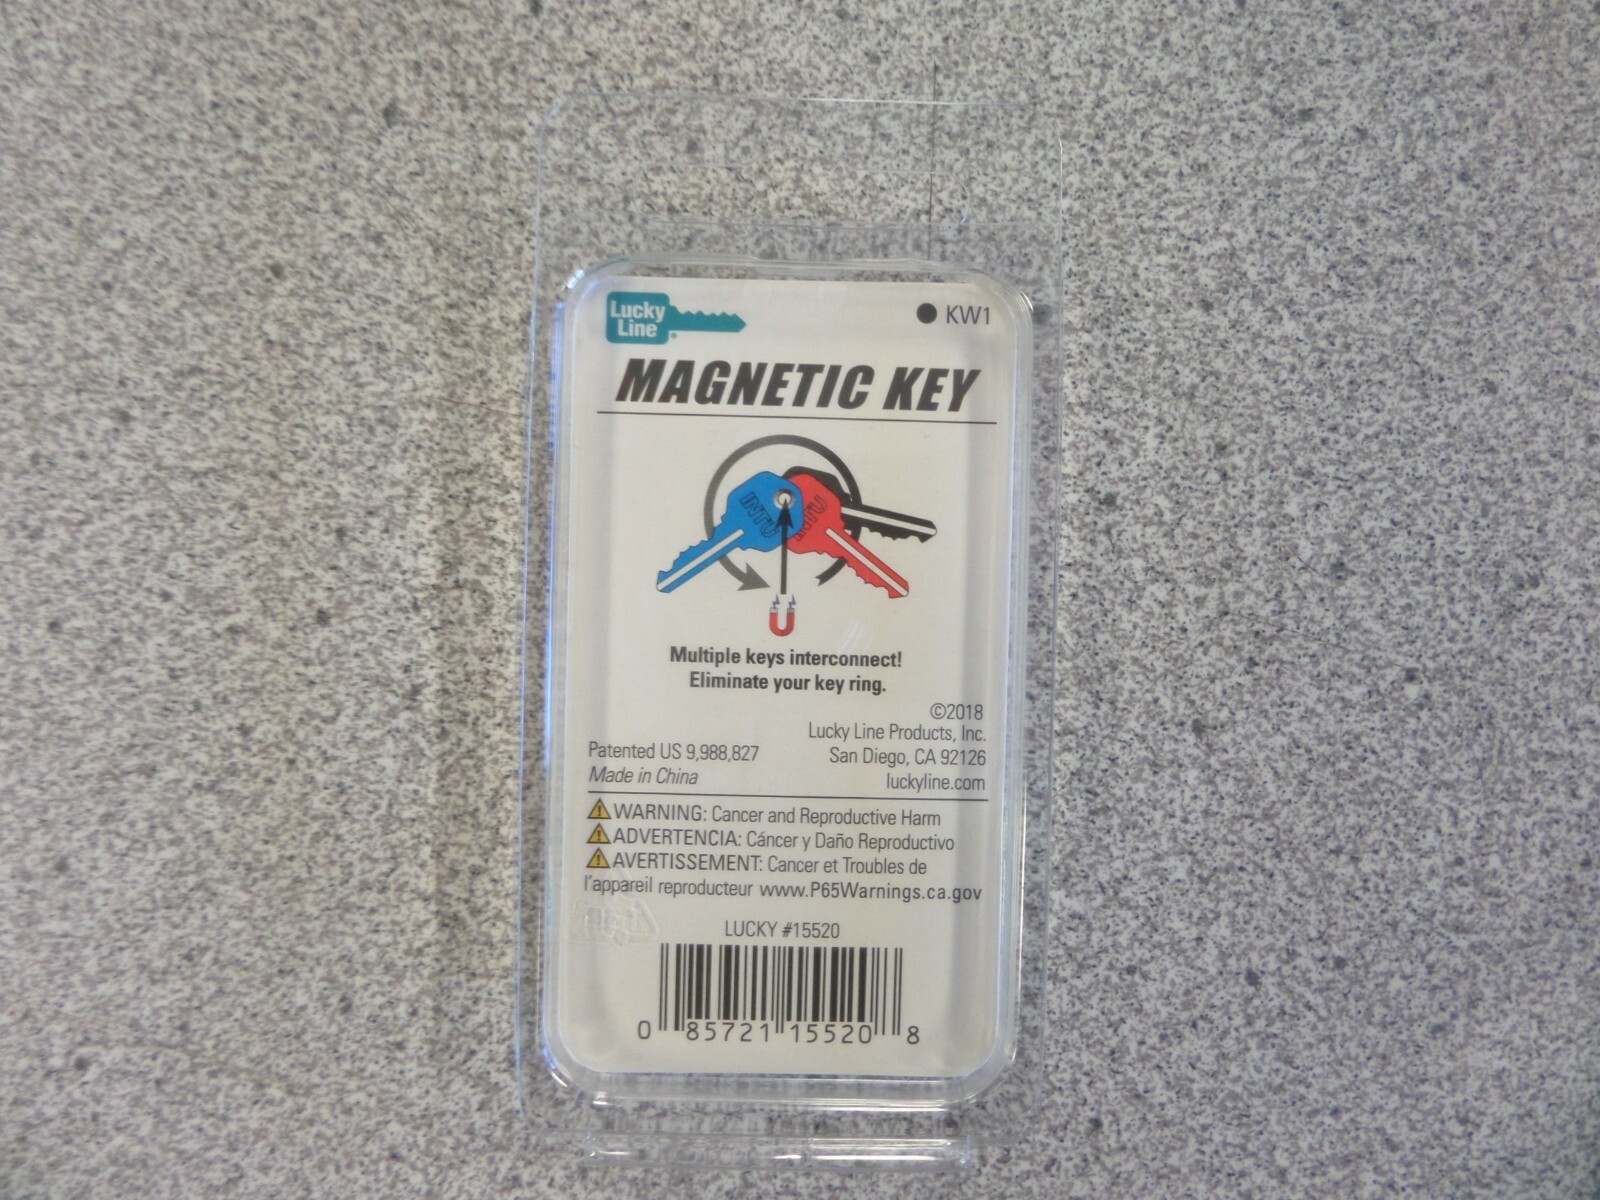 Lucky
Line
KW1
MAGNETIC KEY
INTU
INTU
Multiple keys interconnect!
Eliminate your key ring.
©2018
Lucky Line Products, Inc.
Patented US 9,988,827
San Diego, CA 92126
Made in China
luckyline.com
WARNING: Cancer and Reproductive Harm
ADVERTENCIA: Cáncer y Daño Reproductivo
AVERTISSEMENT: Cancer et Troubles de
l'appareil reproducteur www.P65Warnings.ca.gov
LUCKY #15520
0 85721 15520 8